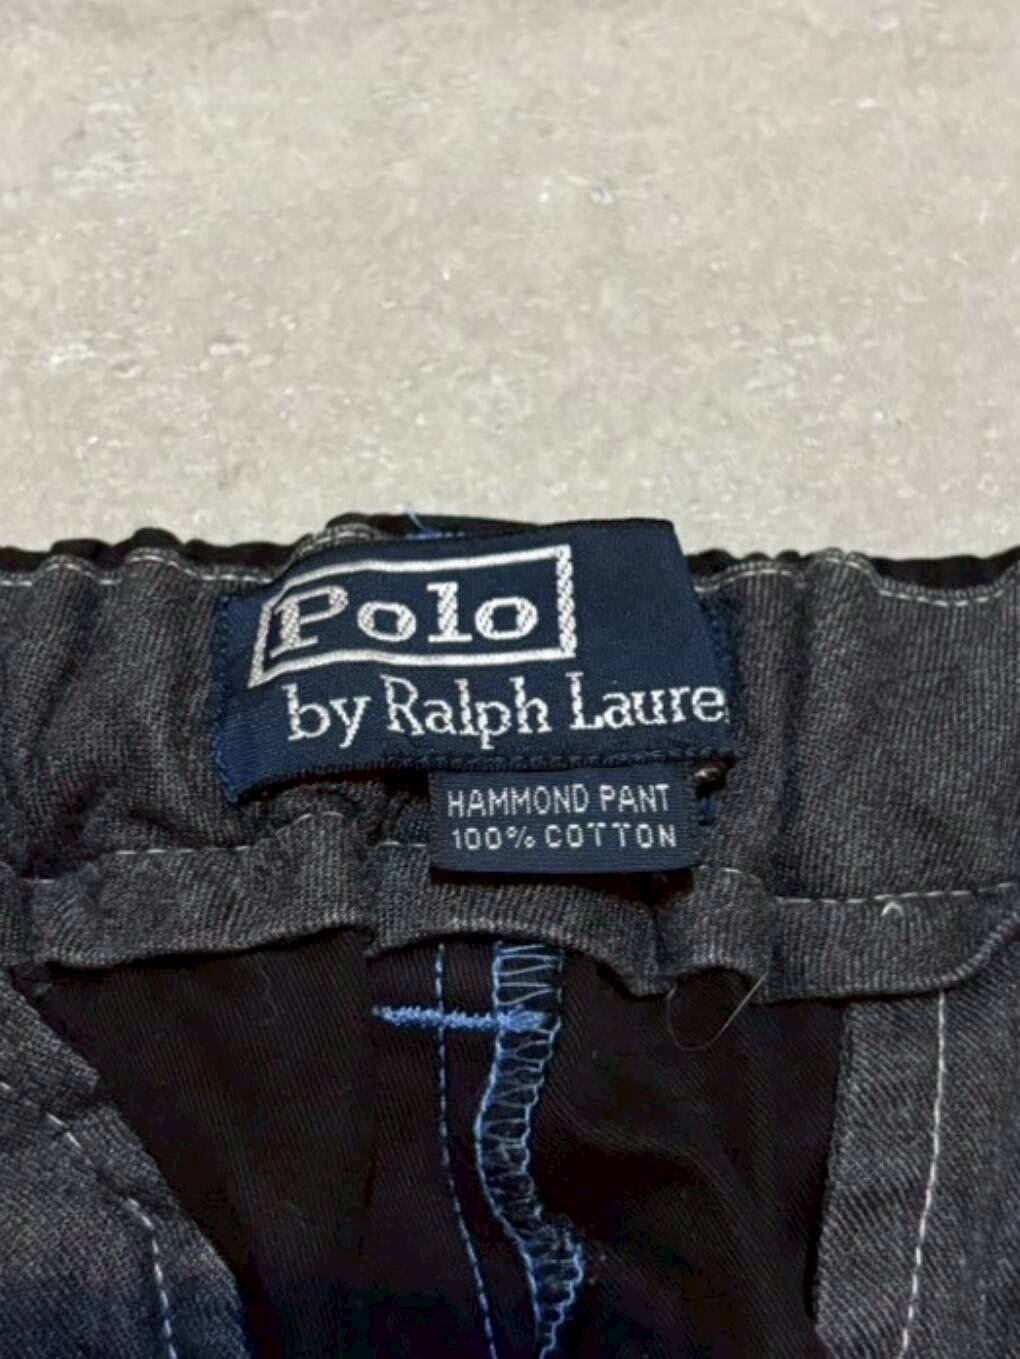 Polo
by Ralph Laure
HAMMOND PANT
100% COTTON